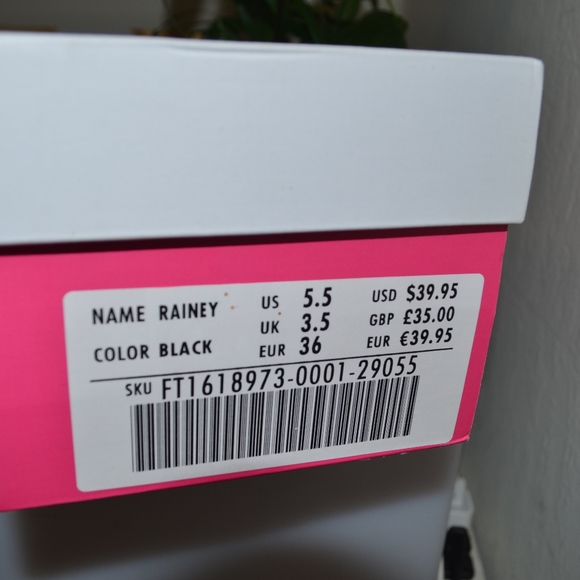 NAME RAINEY US 5.5 USD $39.95
UK 3.5 GBP £35.00
COLOR BLACK EUR 36 EUR €39.95
SKU FT1618973-0001-29055